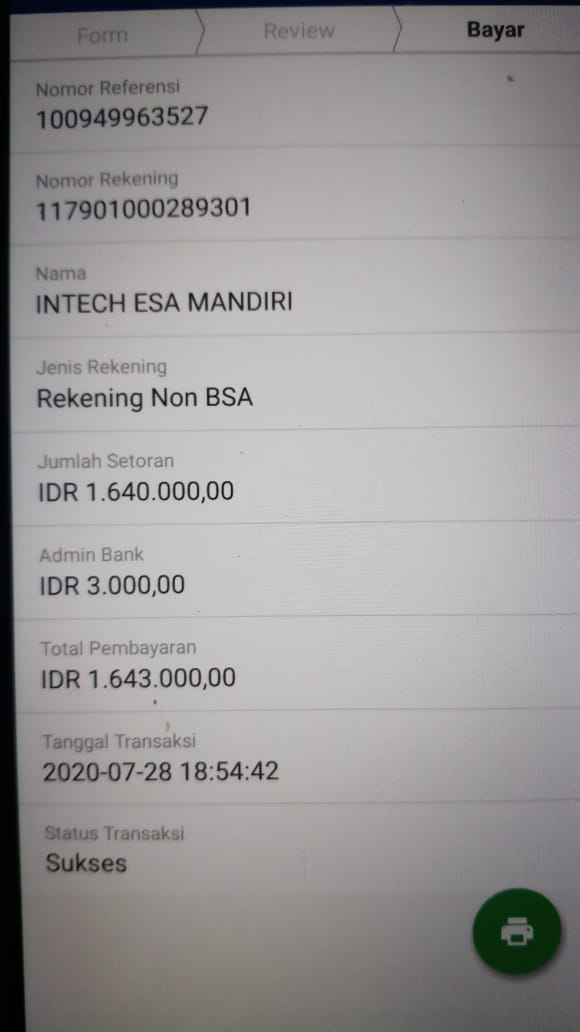 Form
Review
Bayar
Nomor Referensi
100949963527
Nomor Rekening
117901000289301
Nama
INTECH ESA MANDIRI
Jenis Rekening
Rekening Non BSA
Jumlah Setoran
IDR 1.640.000,00
Admin Bank
IDR 3.000,00
Total Pembayaran
IDR 1.643.000,00
Tanggal Transaksi
2020-07-28 18:54:42
Status Transaksi
Sukses